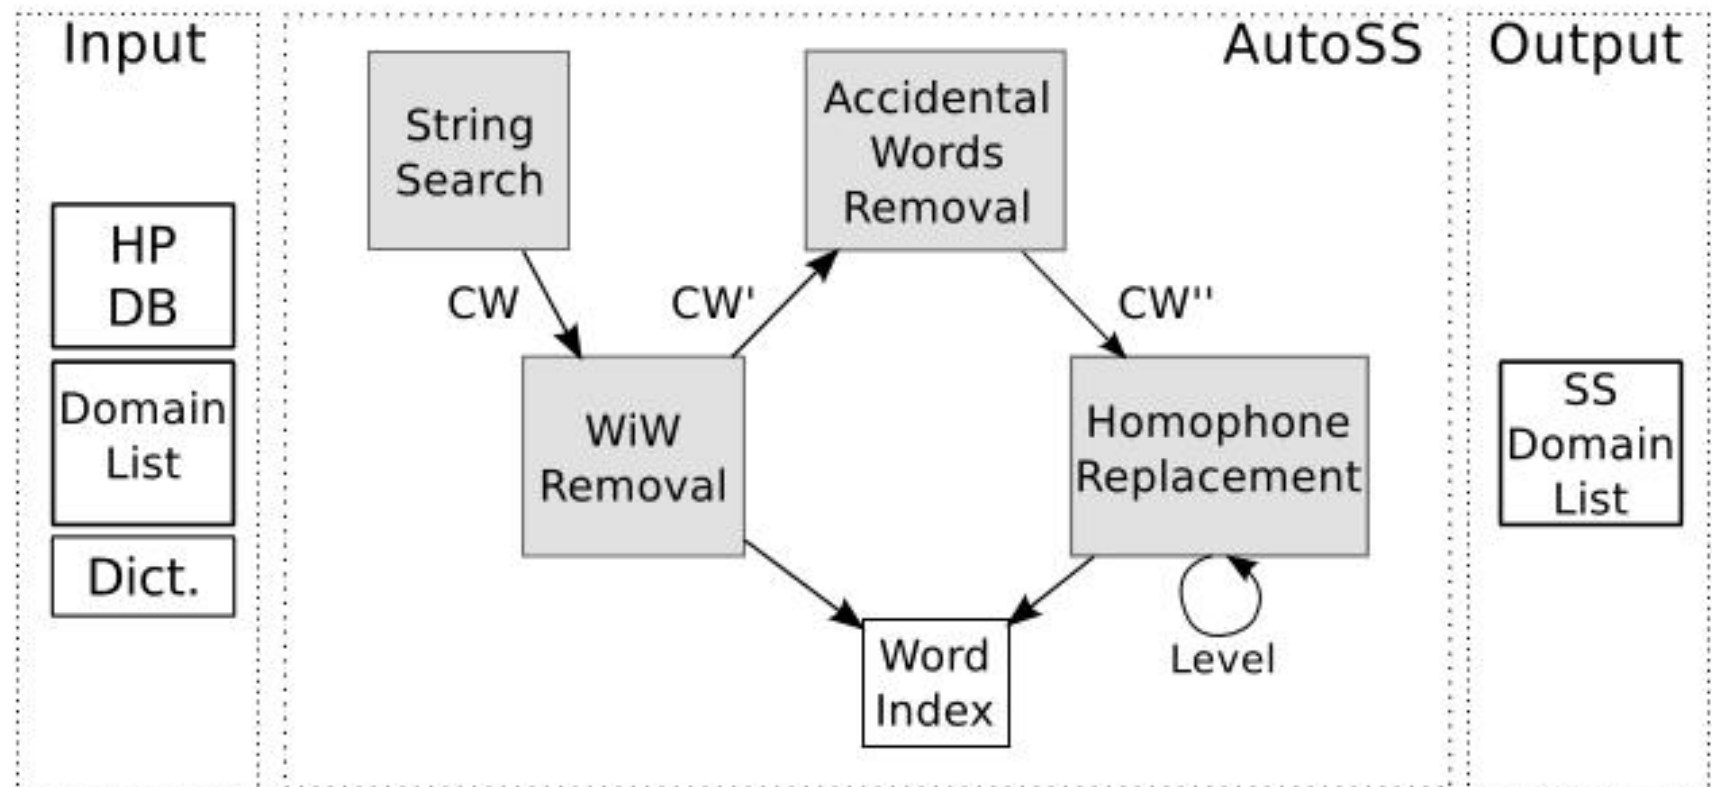 Input
HP
DB
Domain
List
Dict.
AutoSS
String
Search
Accidental
Words
Removal
CW
CW'
CW''
WiW
Removal
Homophone
Replacement
Level
Word
Index
Output
SS
Domain
List